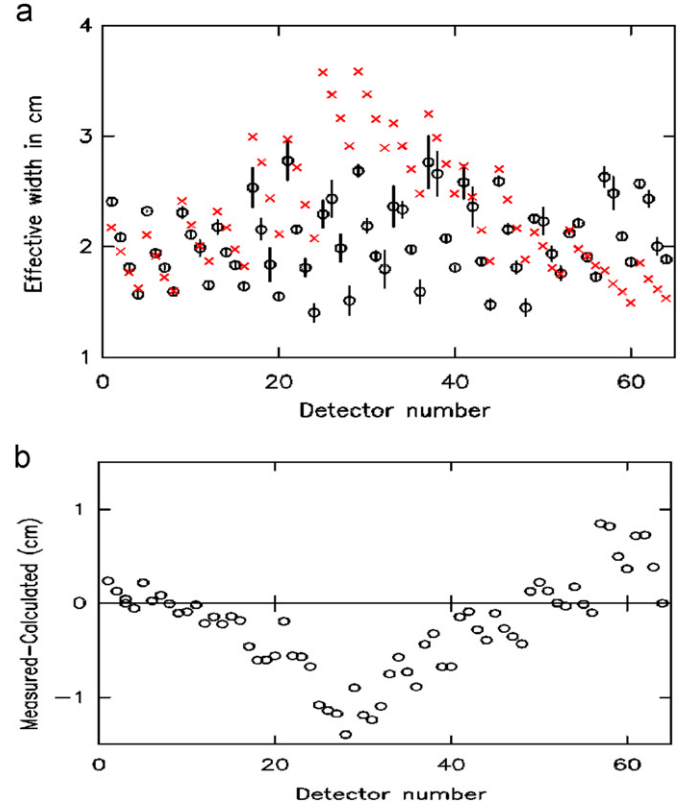 a
4
3
2
1
Effective width in cm
0 20 40 60
Detector number
b
1
0
−1
Measured−Calculated (cm)
0 20 40 60
Detector number